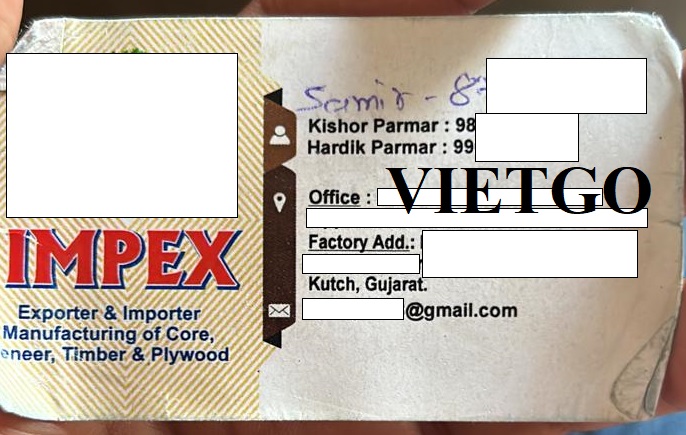 Samir - 87
Kishor Parmar : 98
Hardik Parmar : 99
VIETGO
Office :
Factory Add.:
Kutch, Gujarat.
@gmail.com
IMPEX
Exporter & Importer
Manufacturing of Core,
eneer, Timber & Plywood